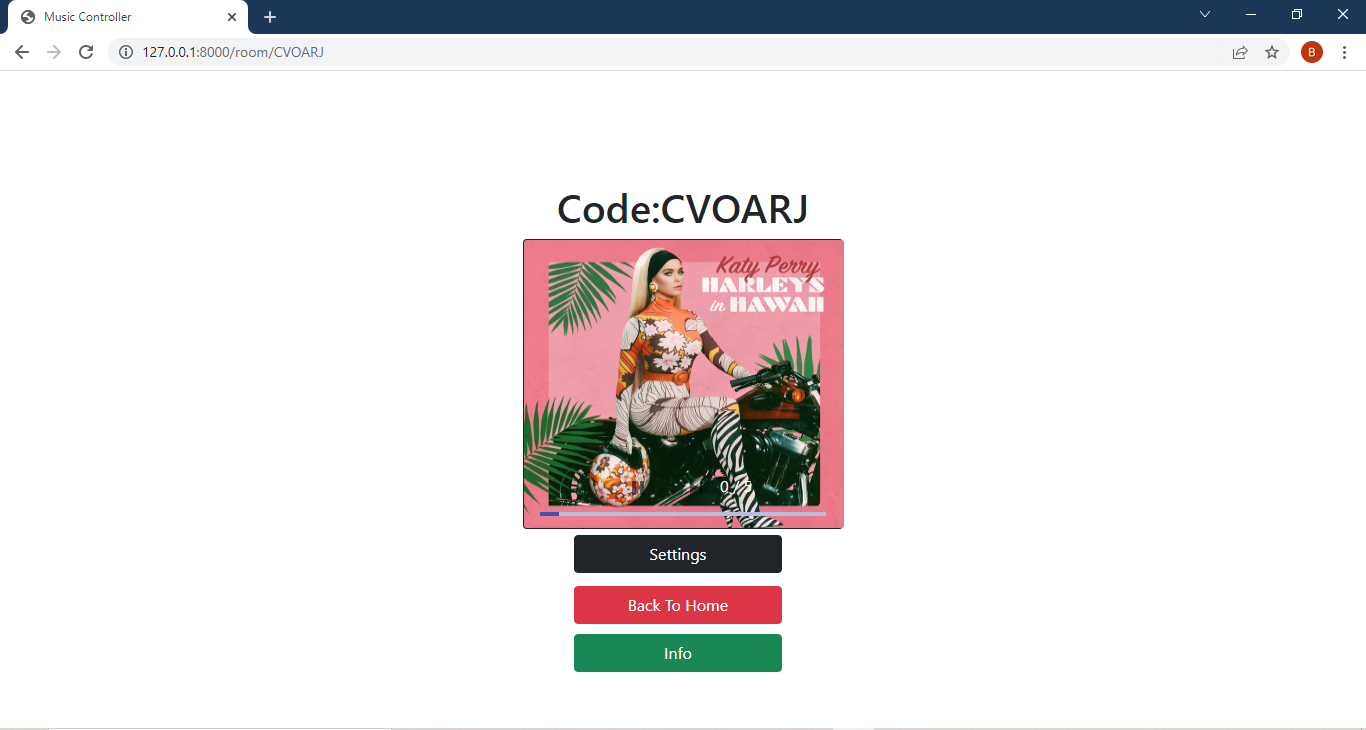 Music Controller
127.0.0.1:8000/room/CVOARJ
B
Code:CVOARJ
Katy Perry
HARLEYS
in HAWAII
0 / 5
Settings
Back To Home
Info